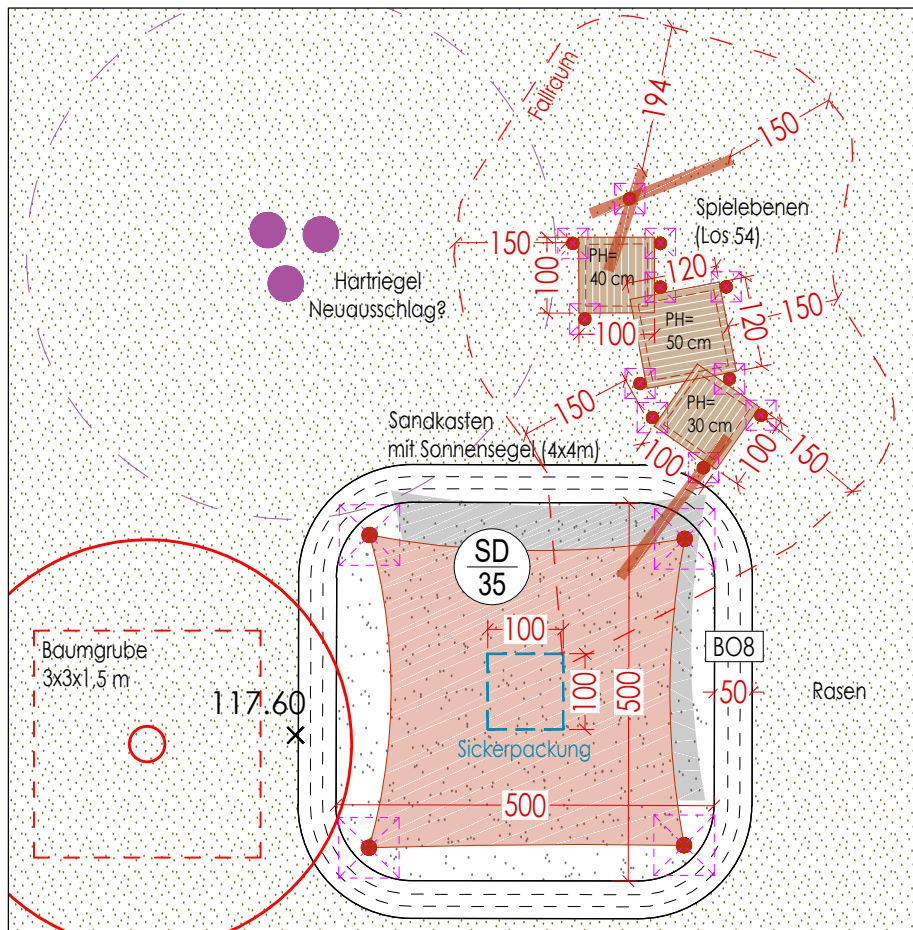 Fallraum
194
150
Spielebenen
(Los 54)
150
100
PH=
40 cm
120
Hartriegel
Neuausschlag?
100
PH=
50 cm
120
150
150
PH=
30 cm
Sandkasten
mit Sonnensegel (4x4m)
100
100
150
SD
35
100
Baumgrube
3x3x1,5 m
BO8
100
500
50
Rasen
117.60
Sickerpackung
500